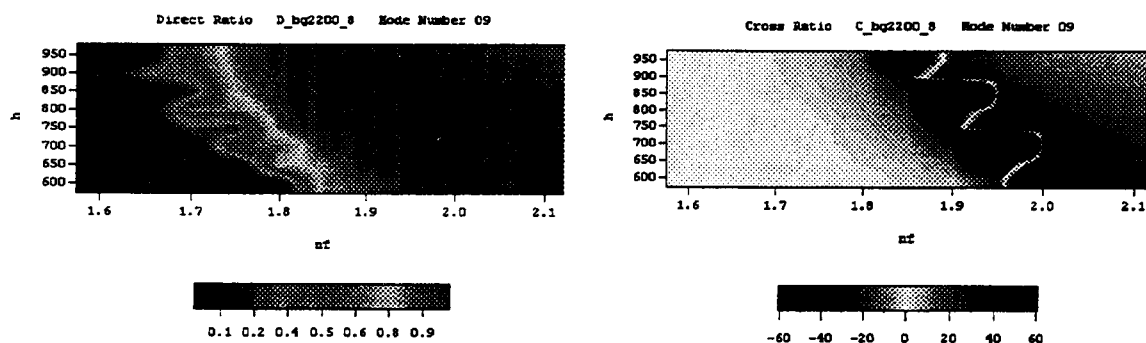 Direct Ratio D_bg2200_8 Mode Number 09
950
900
850
800
750
700
650
600
h
1.6 1.7 1.8 1.9 2.0 2.1
nf
0.1 0.2 0.4 0.5 0.6 0.8 0.9
Cross Ratio C_bg2200_8 Mode Number 09
950
900
850
800
750
700
650
600
h
1.6 1.7 1.8 1.9 2.0 2.1
nf
-60 -40 -20 0 20 40 60